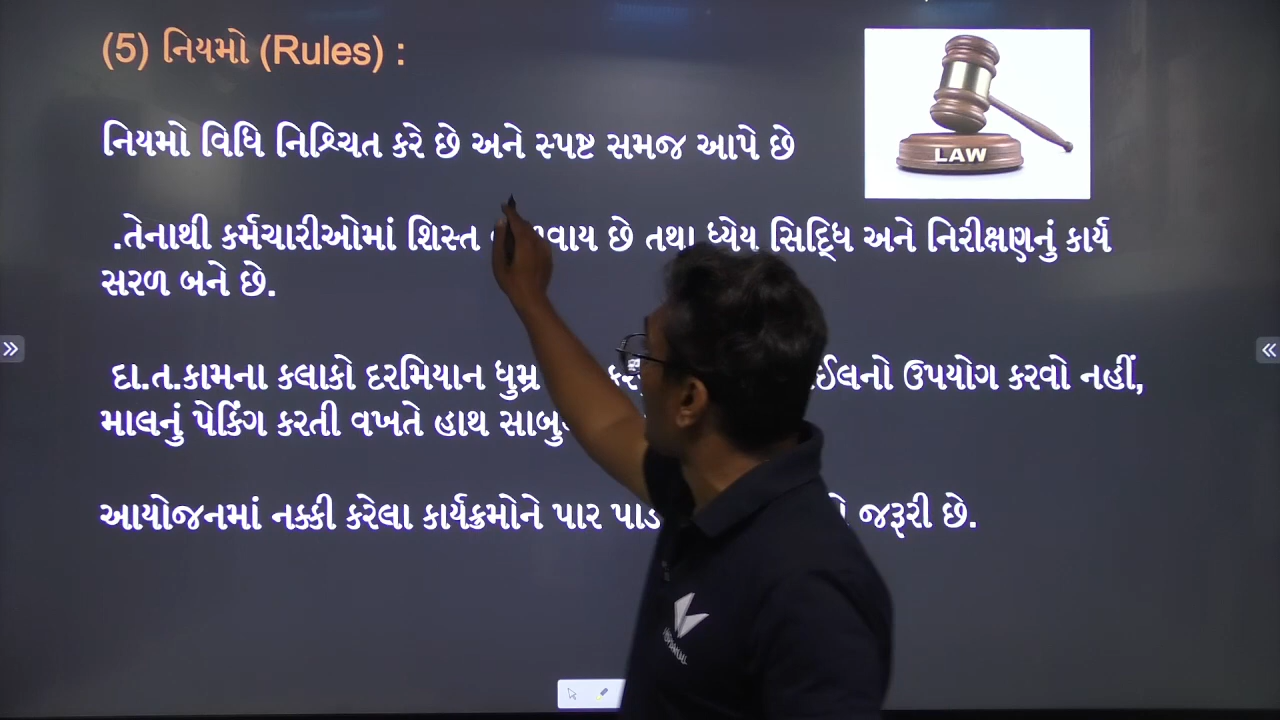 (5) નિયમો (Rules) :
LAW
નિયમો વિધિ નિશ્ચિત કરે છે અને સ્પષ્ટ સમજ આપે છે
.તેનાથી કર્મચારીઓમાં શિસ્ત છે તથા ધ્યેય સિદ્ધિ અને નિરીક્ષણનું કાર્ય
સરળ બને છે.
દા.ત.કામના કલાકો દરમિયાન ઉપયોગ કરવો નહીં,
માલનું પેકિંગ કરતી વખતે હાથ
આયોજનમાં નક્કી કરેલા કાર્યક્રમોને પાર જરૂરી છે.